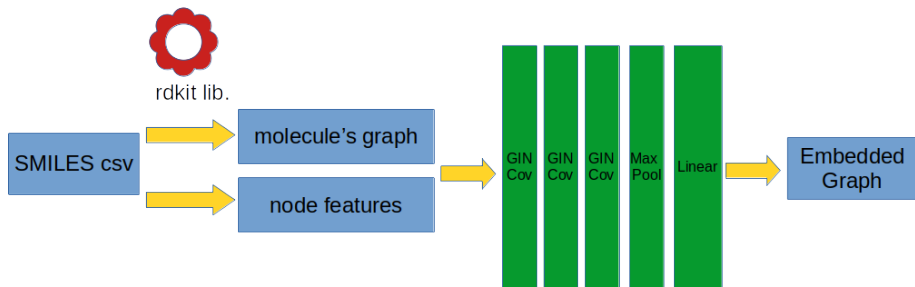 rdkit lib.
SMILES csv
molecule's graph
node features
GIN
Cov
GIN
Cov
GIN
Cov
Max
Pool
Linear
Embedded
Graph